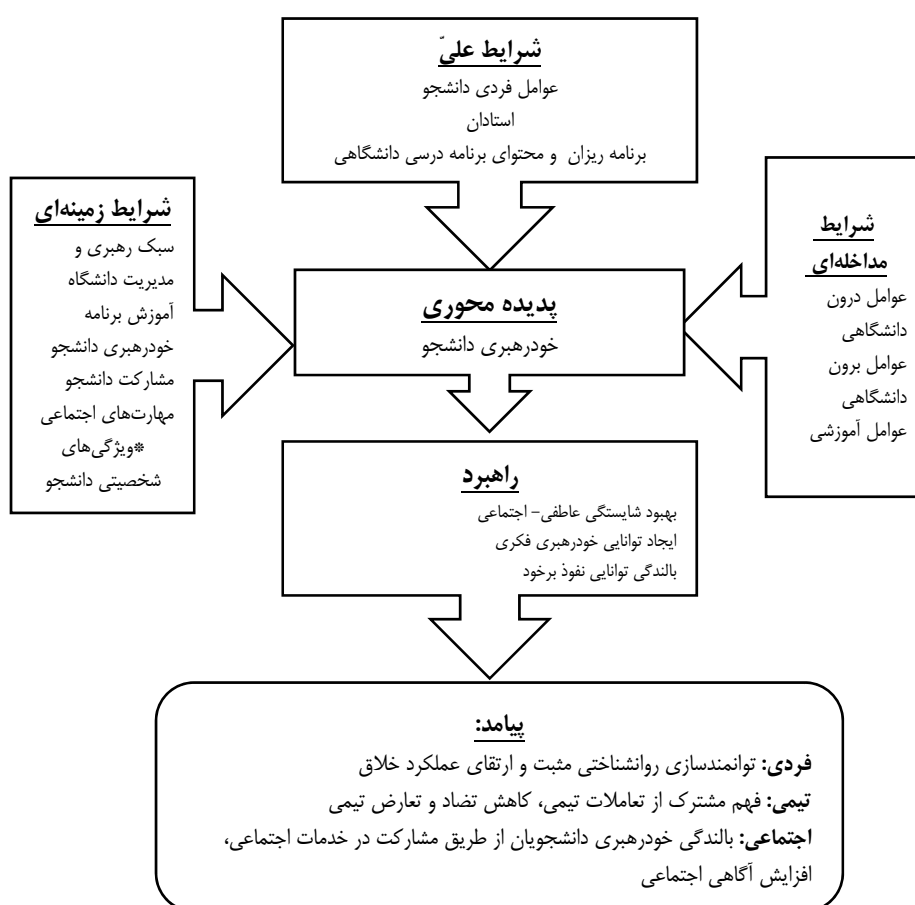 شرایط علیّ
عوامل فردی دانشجو
استادان
برنامه ریزان و محتوای برنامه درسی دانشگاهی
شرایط
مداخله‌ای
عوامل درون
دانشگاهی
عوامل برون
دانشگاهی
عوامل آموزشی
پدیده محوری
خودرهبری دانشجو
شرایط زمینه‌ای
سبک رهبری و
مدیریت دانشگاه
آموزش برنامه
خودرهبری دانشجو
مشارکت دانشجو
مهارت‌های اجتماعی
*ویژگی‌های
شخصیتی دانشجو
راهبرد
بهبود شایستگی عاطفی- اجتماعی
ایجاد توانایی خودرهبری فکری
بالندگی توانایی نفوذ برخود
پیامد:
فردی: توانمندسازی روانشناختی مثبت و ارتقای عملکرد خلاق
تیمی: فهم مشترک از تعاملات تیمی، کاهش تضاد و تعارض تیمی
اجتماعی: بالندگی خودرهبری دانشجویان از طریق مشارکت در خدمات اجتماعی،
افزایش آگاهی اجتماعی